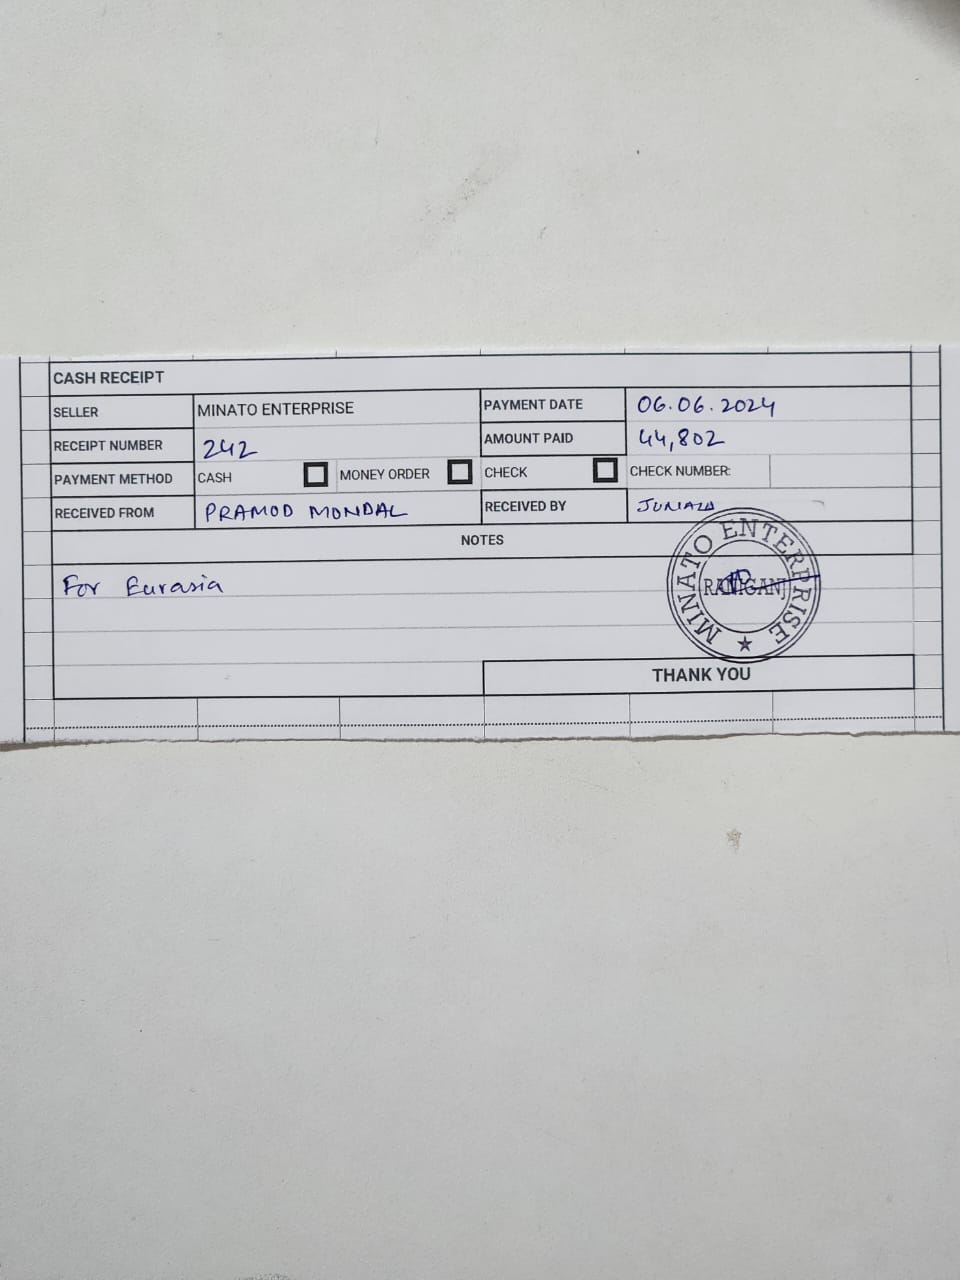 CASH RECEIPT
SELLER MINATO ENTERPRISE PAYMENT DATE 06.06.2024
RECEIPT NUMBER 242 AMOUNT PAID 44,802
PAYMENT METHOD CASH MONEY ORDER CHECK CHECK NUMBER:
RECEIVED FROM PRAMOD MONDAL RECEIVED BY
NOTES
For Eurasia
MINATO ENTERPRISE
RANIGANJ
THANK YOU